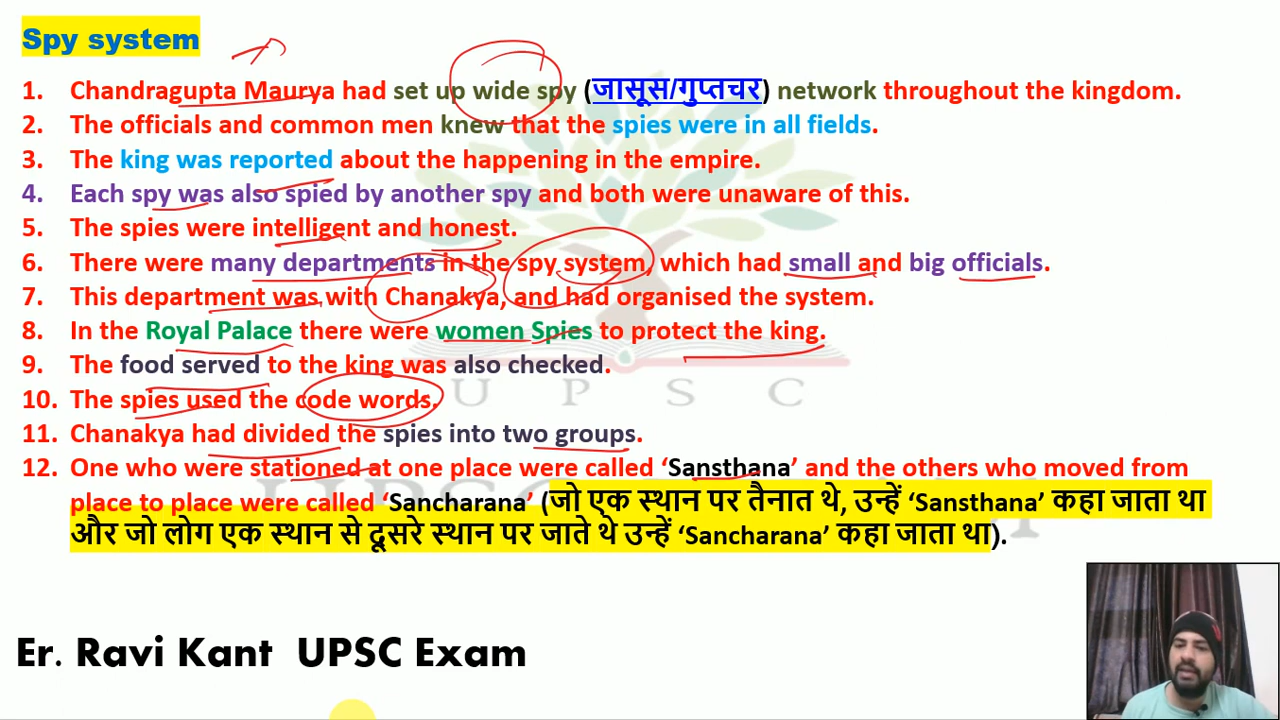 Spy system
1. Chandragupta Maurya had set up wide spy (जासूस/गुप्तचर) network throughout the kingdom.
2. The officials and common men knew that the spies were in all fields.
3. The king was reported about the happening in the empire.
4. Each spy was also spied by another spy and both were unaware of this.
5. The spies were intelligent and honest.
6. There were many departments in the spy system, which had small and big officials.
7. This department was with Chanakya, and had organised the system.
8. In the Royal Palace there were women Spies to protect the king.
9. The food served to the king was also checked.
UPSC
10. The spies used the code words.
11. Chanakya had divided the spies into two groups.
12. One who were stationed at one place were called ‘Sansthana’ and the others who moved from
place to place were called ‘Sancharana’ (जो एक स्थान पर तैनात थे, उन्हें ‘Sansthana’ कहा जाता था
और जो लोग एक स्थान से दूसरे स्थान पर जाते थे उन्हें ‘Sancharana’ कहा जाता था).
Er. Ravi Kant UPSC Exam